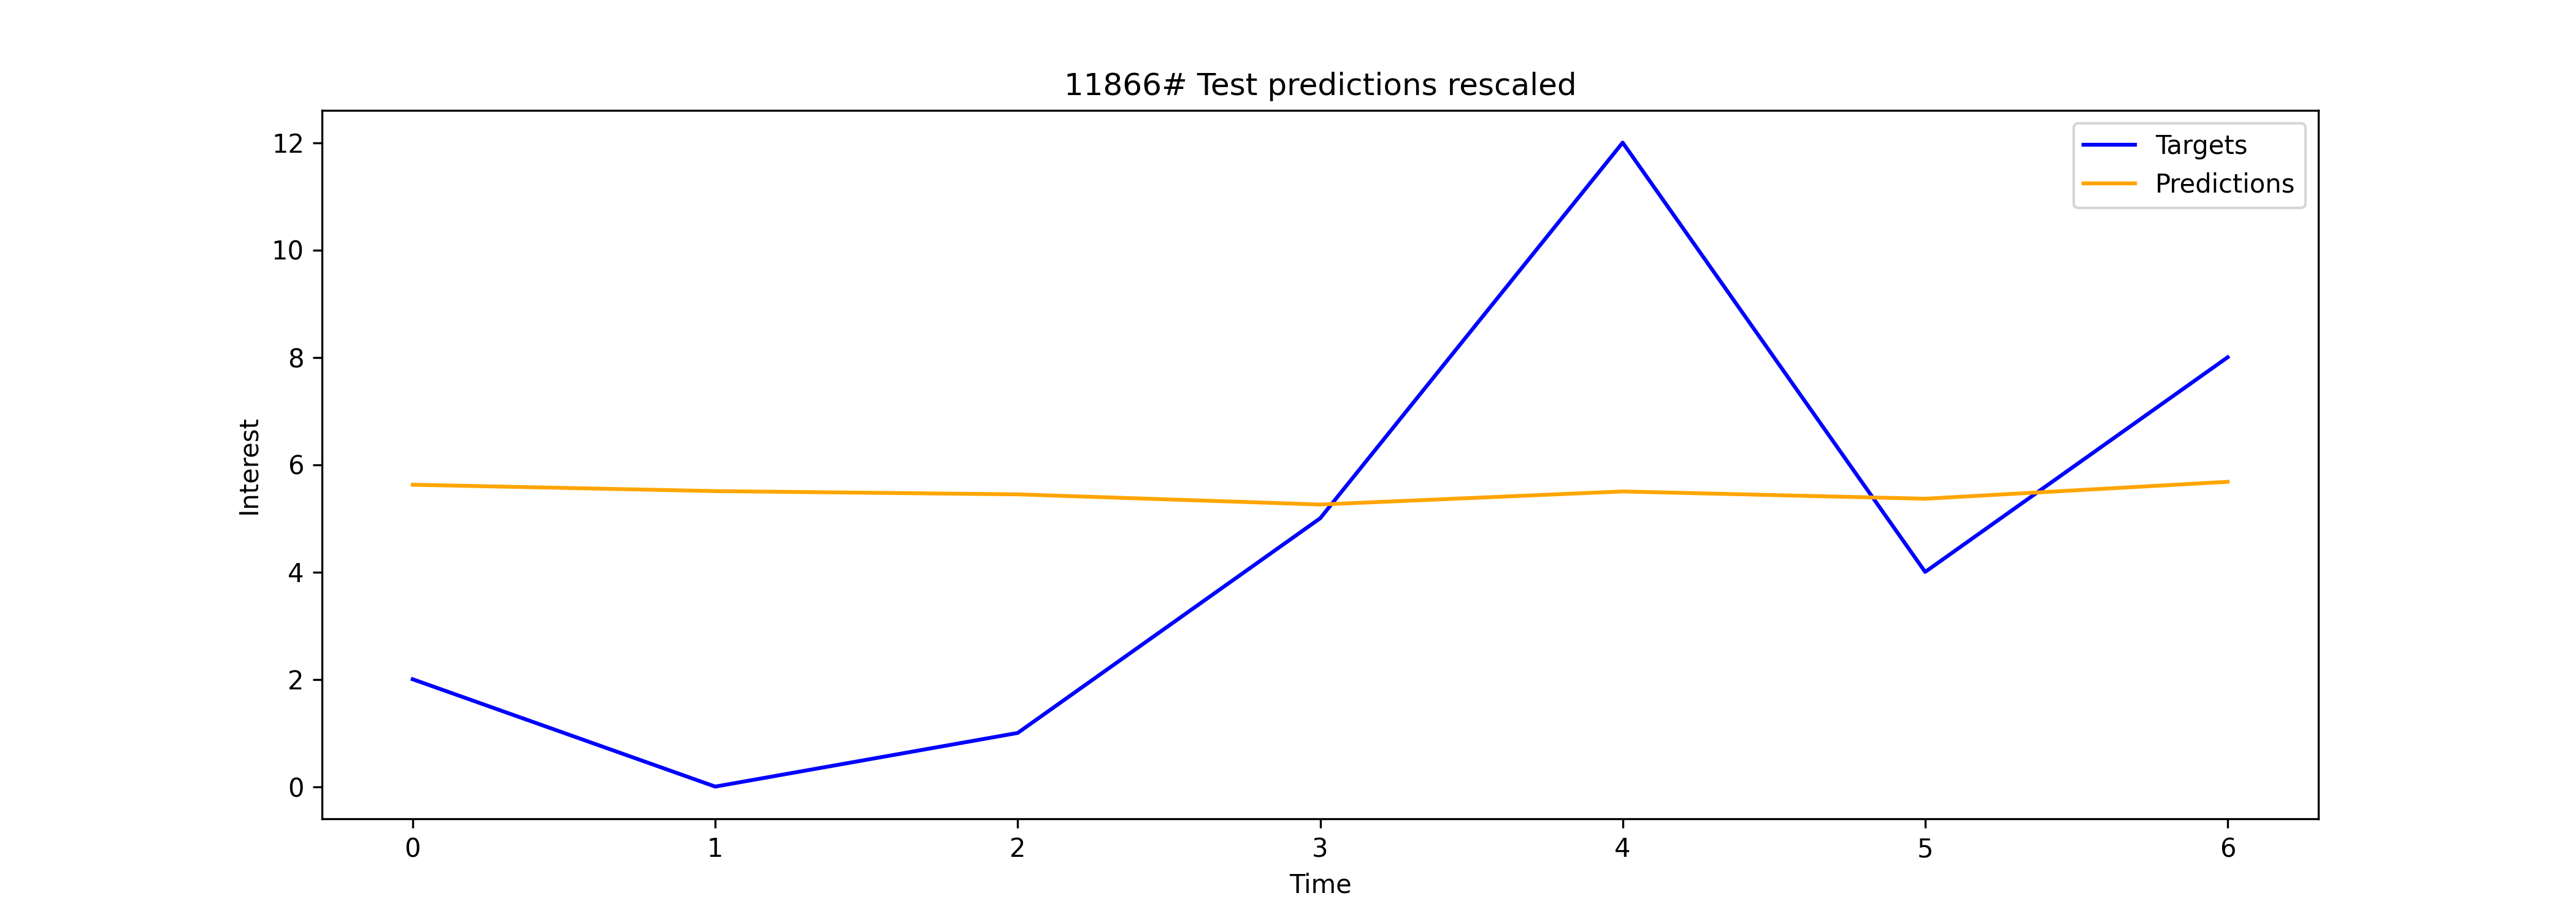 11866# Test predictions rescaled
Targets
Predictions
12
10
8
6
4
2
0
Interest
0 1 2 3 4 5 6
Time